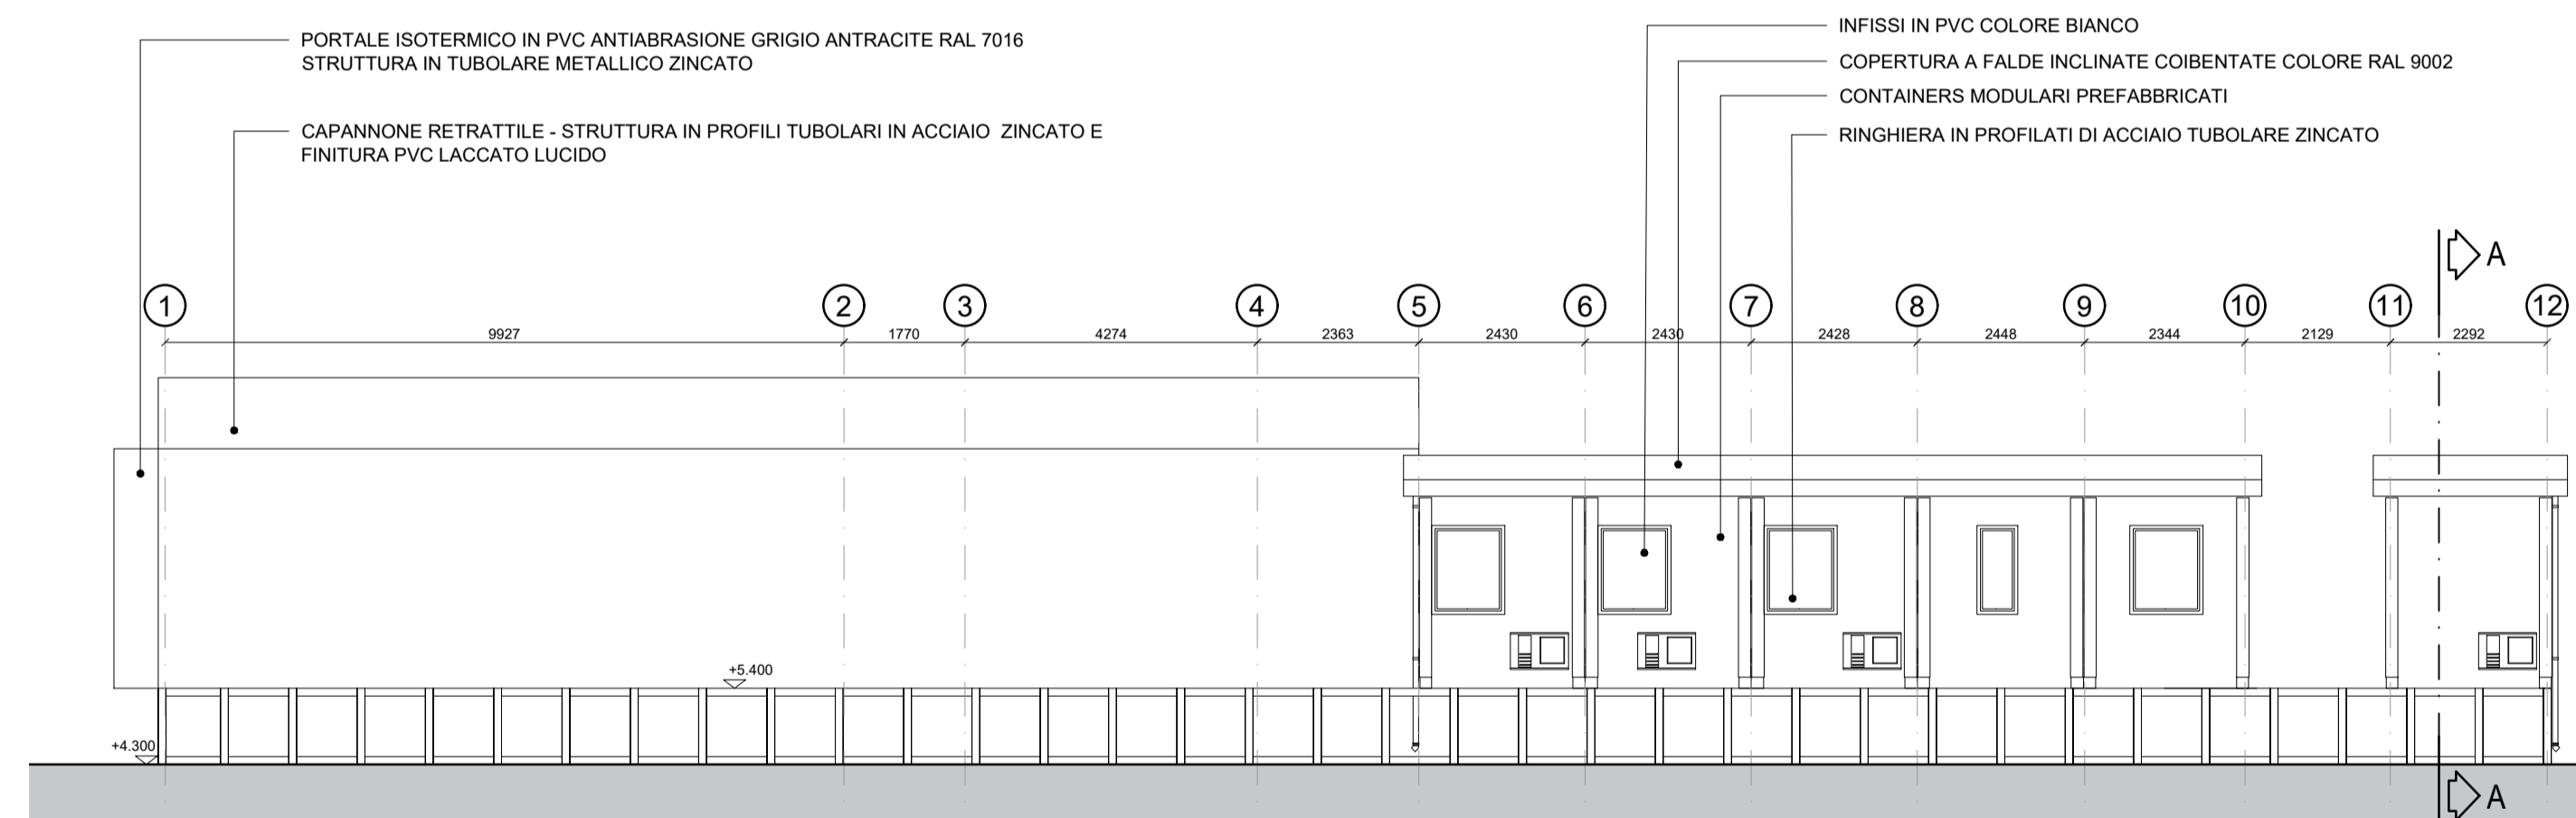 PORTALE ISOTERMICO IN PVC ANTIABRASIONE GRIGIO ANTRACITE RAL 7016
STRUTTURA IN TUBOLARE METALLICO ZINCATO
CAPANNONE RETRATTILE - STRUTTURA IN PROFILI TUBOLARI IN ACCIAIO ZINCATO E
FINITURA PVC LACCATO LUCIDO
INFISSI IN PVC COLORE BIANCO
COPERTURA A FALDE INCLINATE COIBENTATE COLORE RAL 9002
CONTAINERS MODULARI PREFABBRICATI
RINGHIERA IN PROFILATI DI ACCIAIO TUBOLARE ZINCATO
A
1 2 3 4 5 6 7 8 9 10 11 12
9927 1770 4274 2363 2430 2430 2428 2448 2344 2129 2292
+5.400
+4.300
A